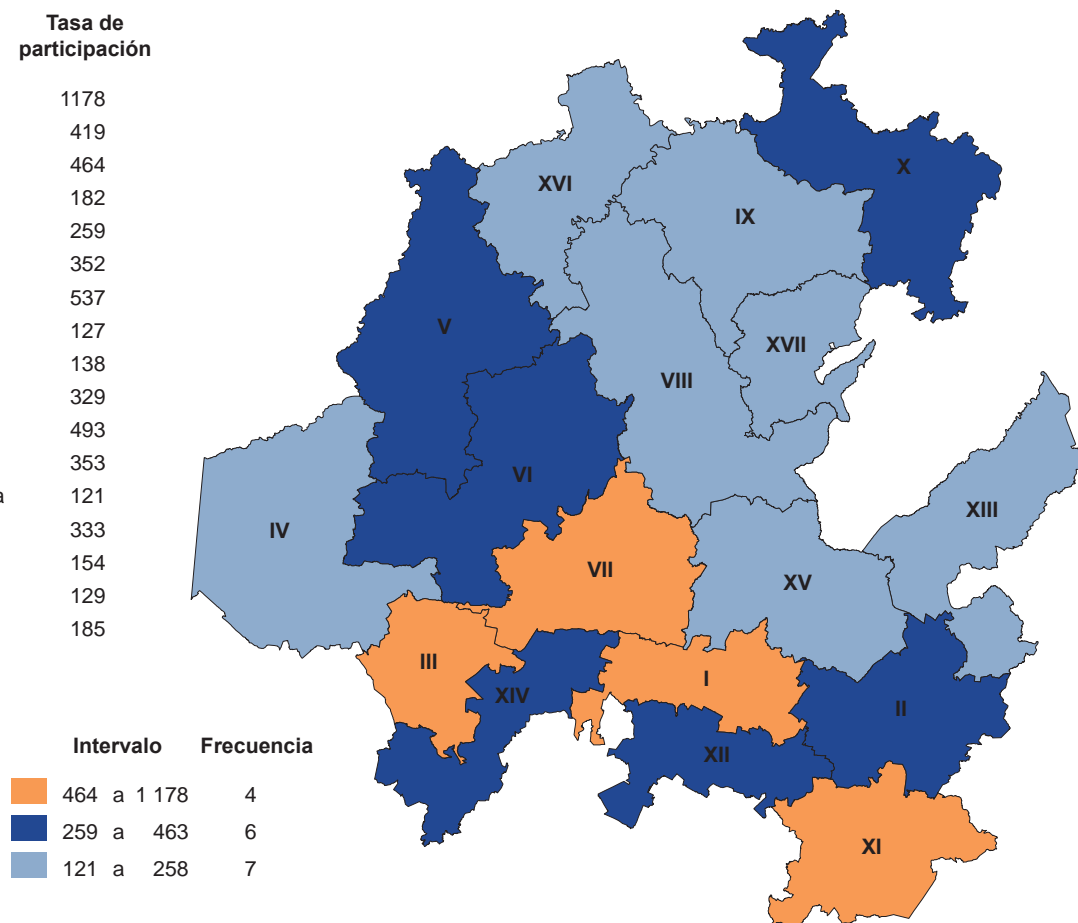 Tasa de
participación
1178
419
464
182
259
352
537
127
138
329
493
353
a 121
333
154
129
185
X
XVI
IX
V
XVII
VIII
VI
XIII
IV
VII
XV
III
I
XIV
II
XII
XI
Intervalo Frecuencia
464 a 1 178 4
259 a 463 6
121 a 258 7